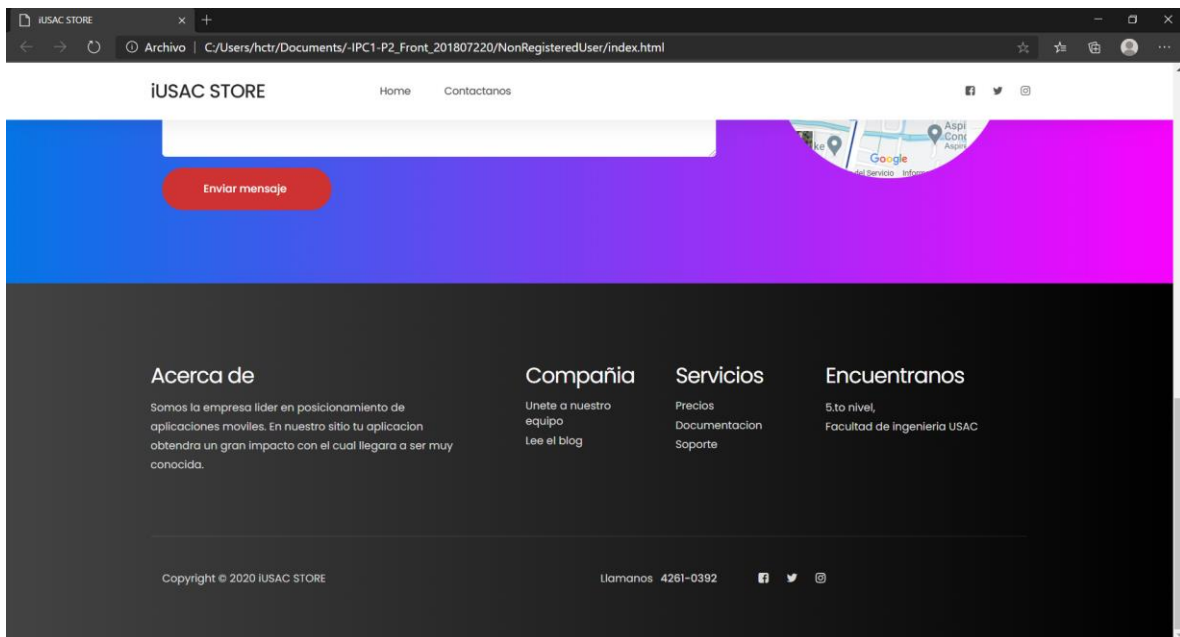 iUSAC STORE
Archivo | C:/Users/hctr/Documents/-IPC1-P2_Front_201807220/NonRegisteredUser/index.html
iUSAC STORE
Home
Contactanos
Google
Enviar mensaje
Acerca de
Somos la empresa lider en posicionamiento de
aplicaciones moviles. En nuestro sitio tu aplicacion
obtendra un gran impacto con el cual llegara a ser muy
conocida.
Compañia
Unete a nuestro
equipo
Lee el blog
Servicios
Precios
Documentacion
Soporte
Encuentranos
5.to nivel,
Facultad de ingenieria USAC
Copyright © 2020 iUSAC STORE
Llamanos 4261-0392